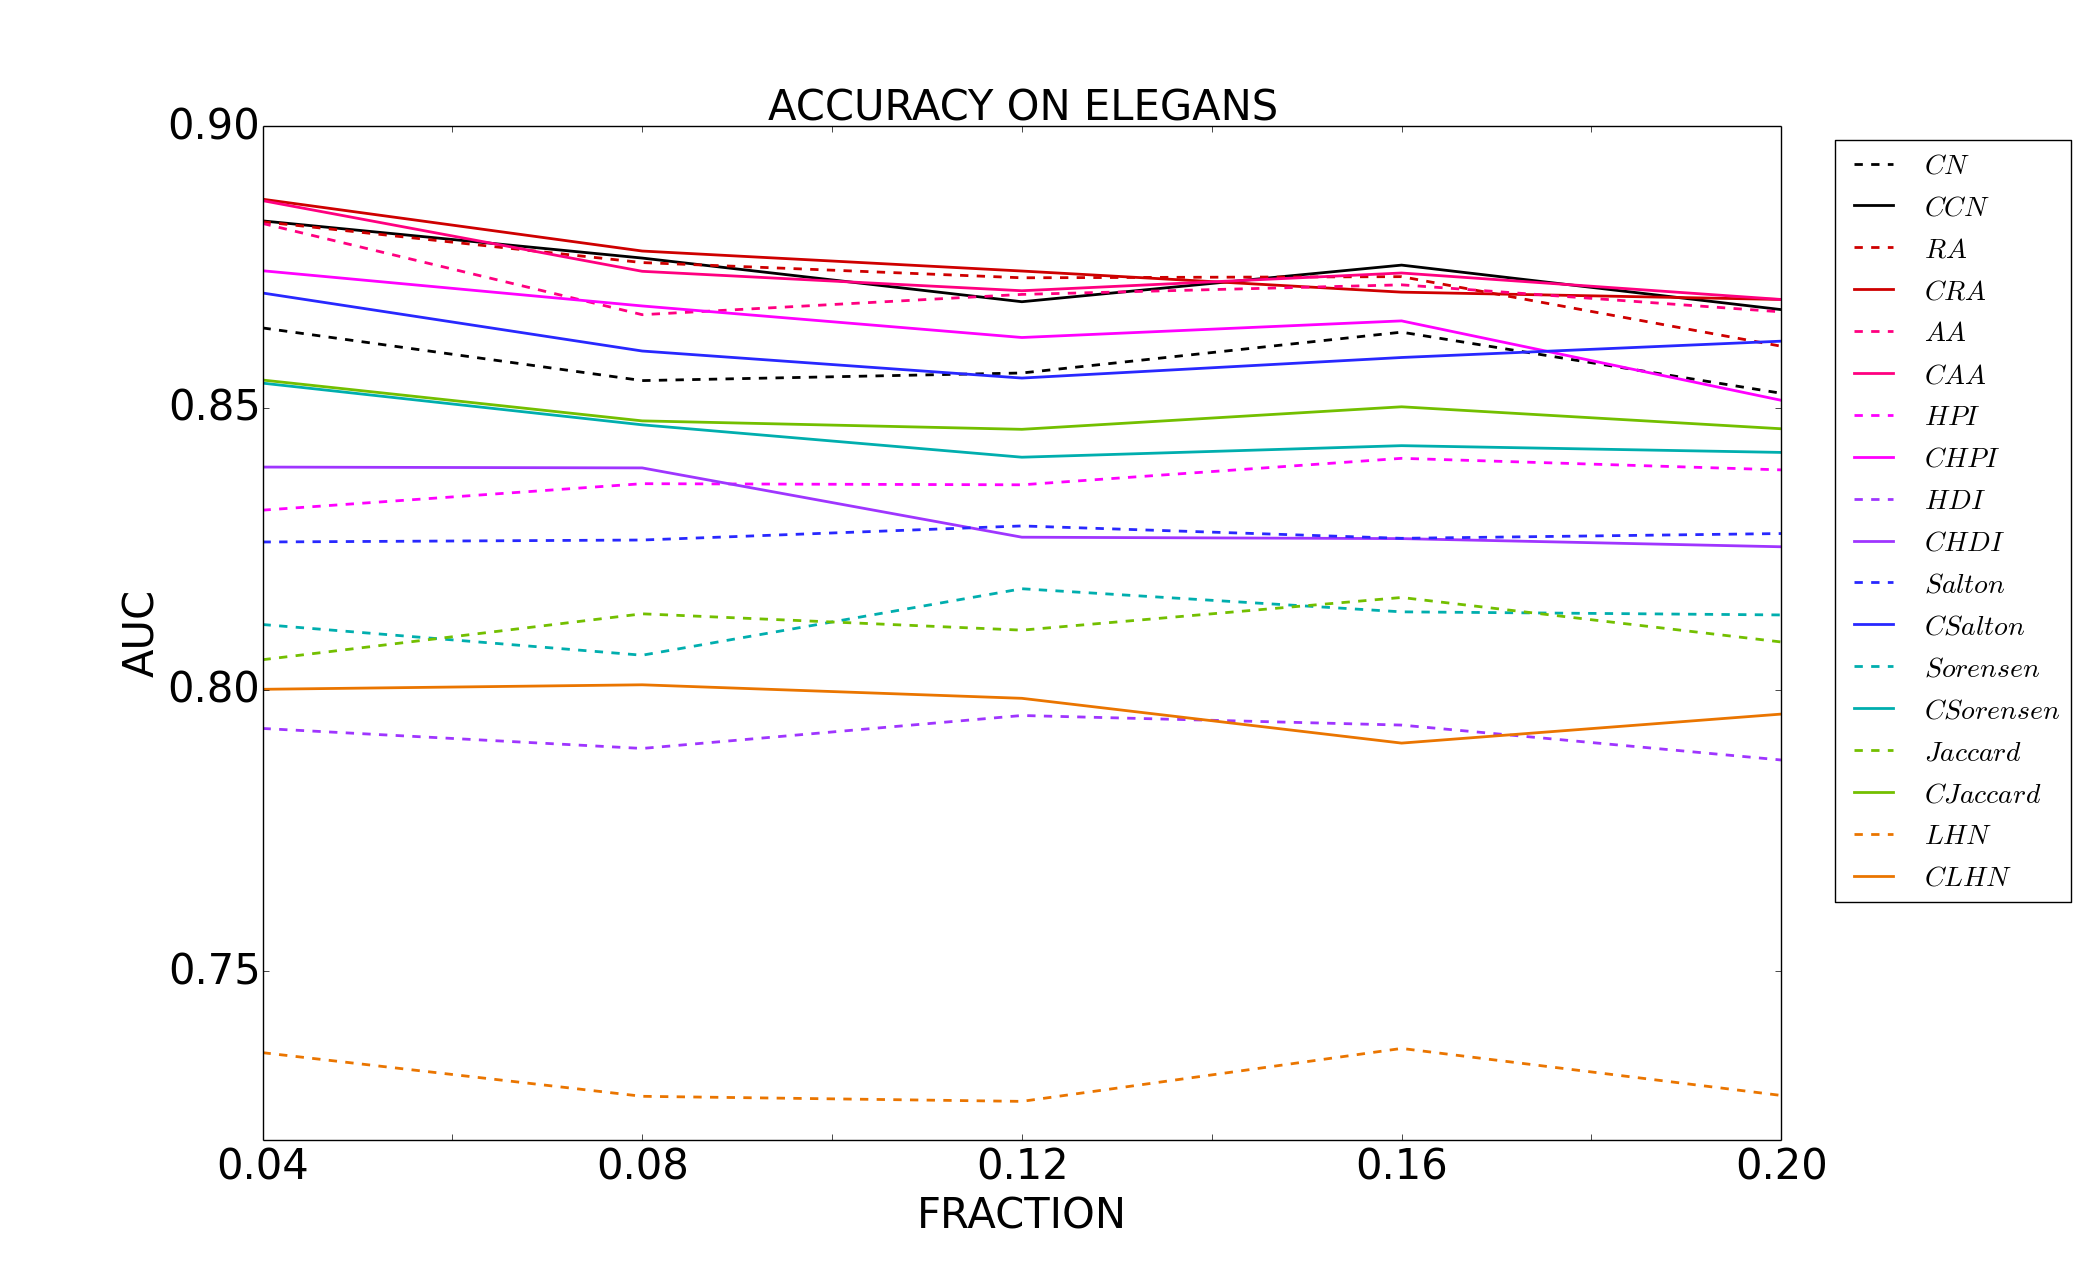 ACCURACY ON ELEGANS
0.90
0.85
0.80
0.75
AUC
0.04 0.08 0.12 0.16 0.20
FRACTION
CN
CCN
RA
CRA
AA
CAA
HPI
CHPI
HDI
CHDI
Salton
CSalton
Sorensen
CSorensen
Jaccard
CJaccard
LHN
CLHN